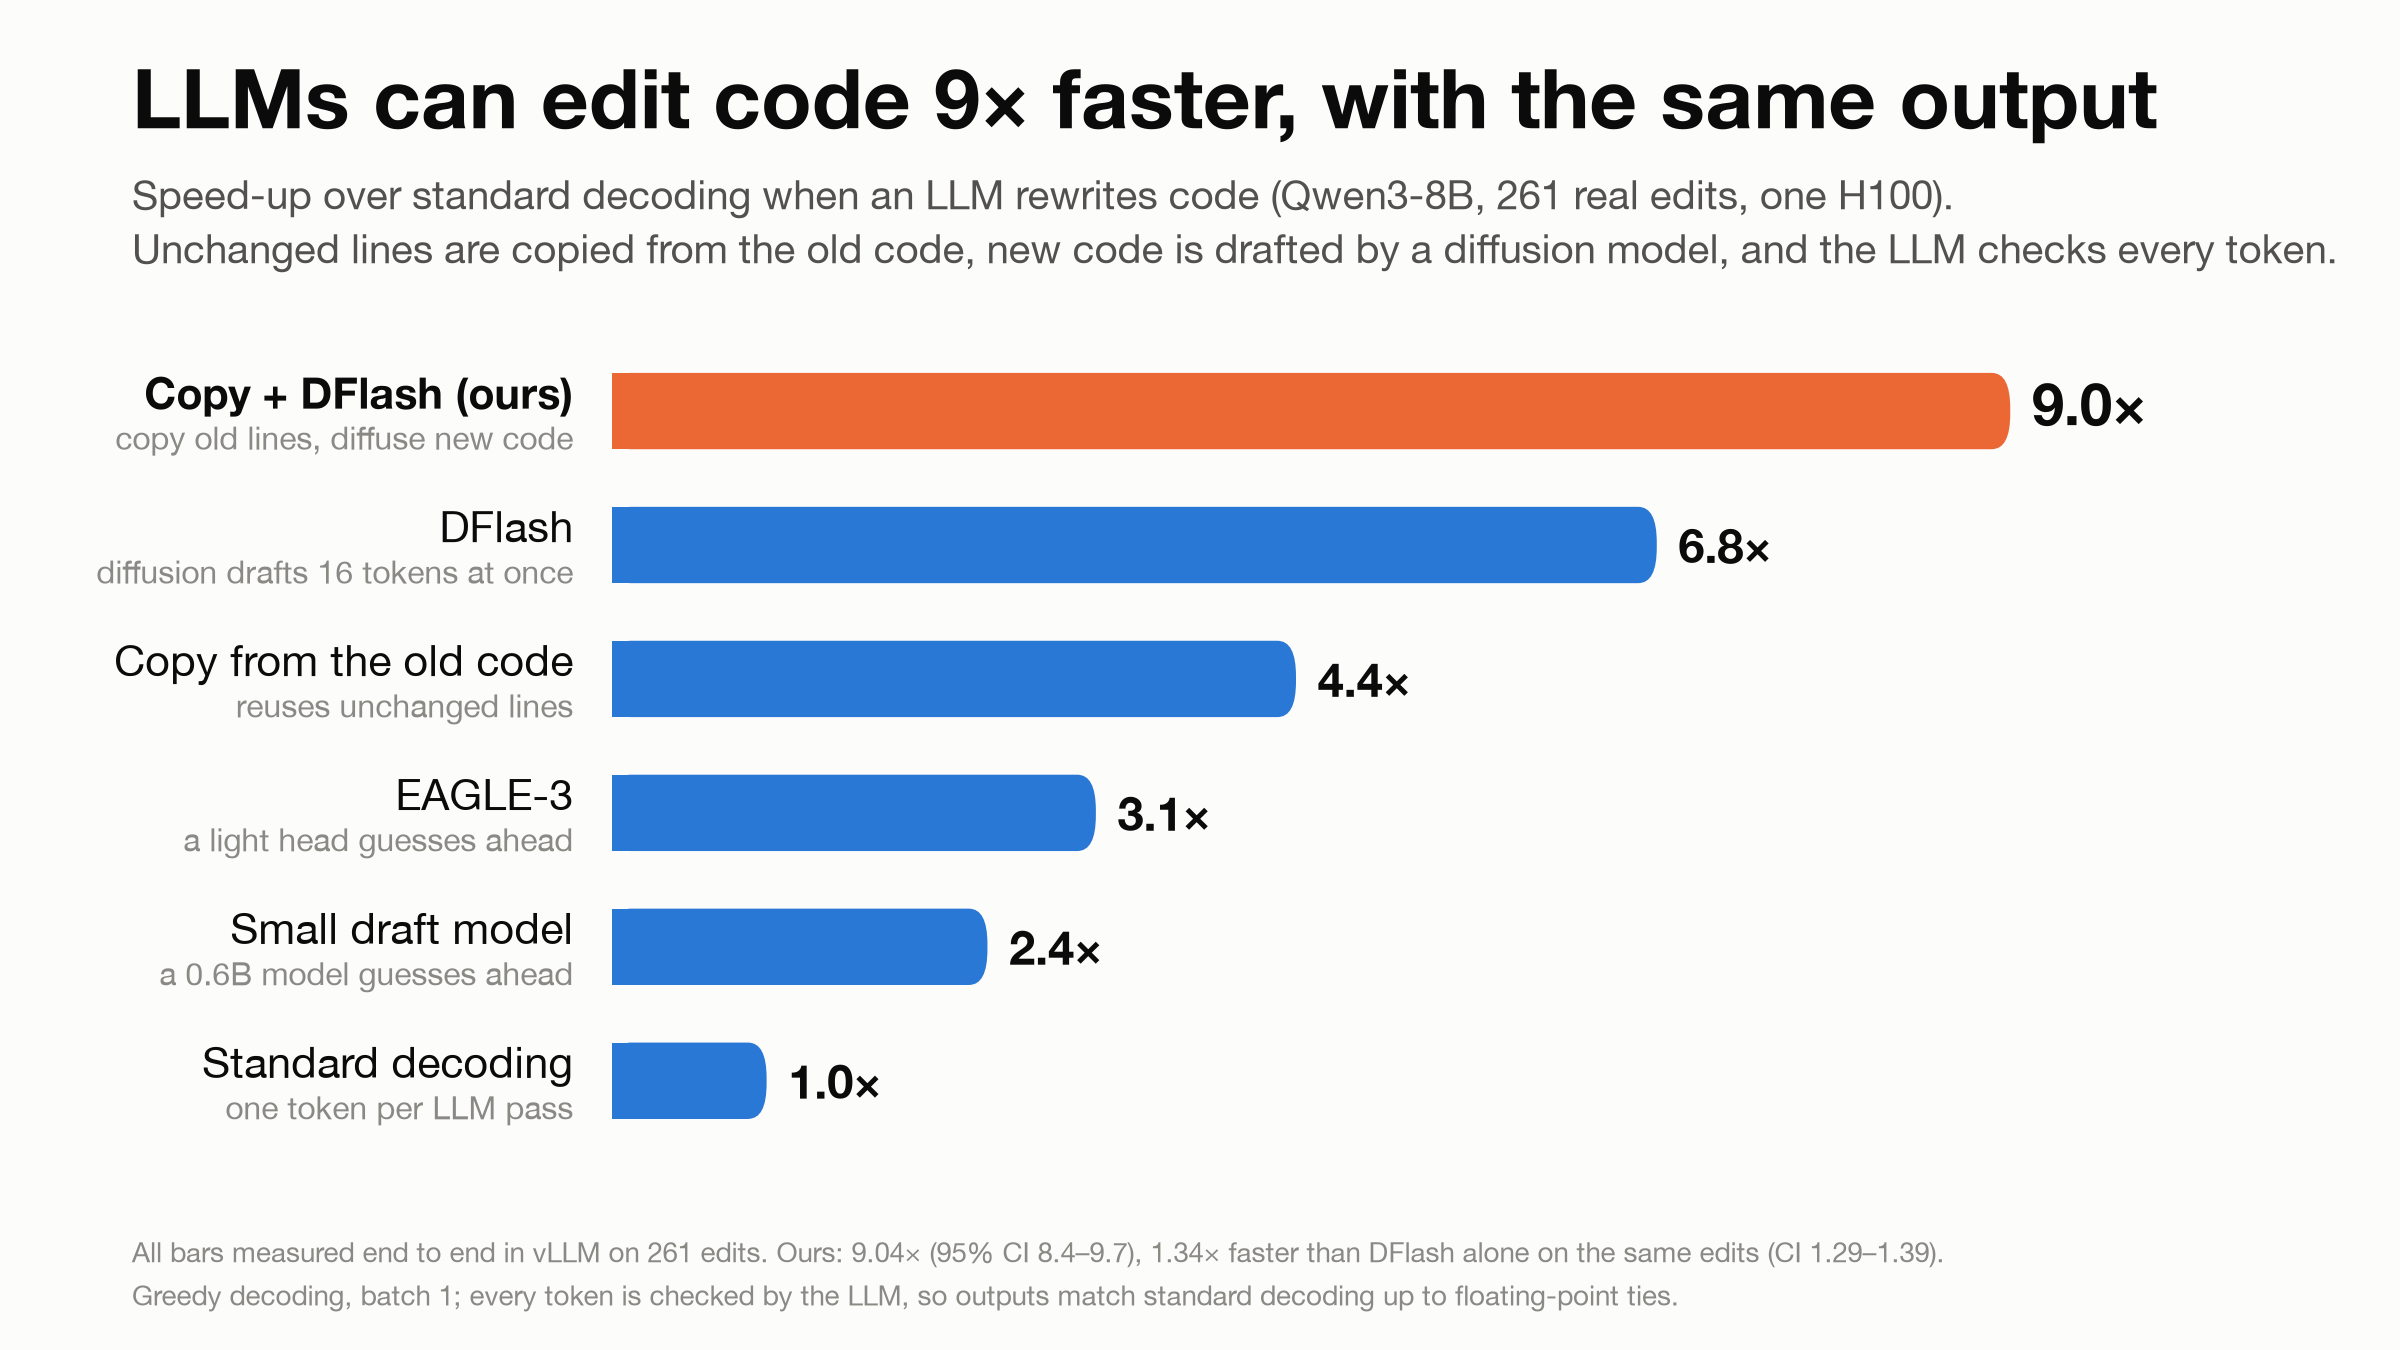 LLMs can edit code 9× faster, with the same output
Speed-up over standard decoding when an LLM rewrites code (Qwen3-8B, 261 real edits, one H100).
Unchanged lines are copied from the old code, new code is drafted by a diffusion model, and the LLM checks every token.
Copy + DFlash (ours)
copy old lines, diffuse new code
9.0×
DFlash
diffusion drafts 16 tokens at once
6.8×
Copy from the old code
reuses unchanged lines
4.4×
EAGLE-3
a light head guesses ahead
3.1×
Small draft model
a 0.6B model guesses ahead
2.4×
Standard decoding
one token per LLM pass
1.0×
All bars measured end to end in vLLM on 261 edits. Ours: 9.04× (95% CI 8.4–9.7), 1.34× faster than DFlash alone on the same edits (CI 1.29–1.39).
Greedy decoding, batch 1; every token is checked by the LLM, so outputs match standard decoding up to floating-point ties.